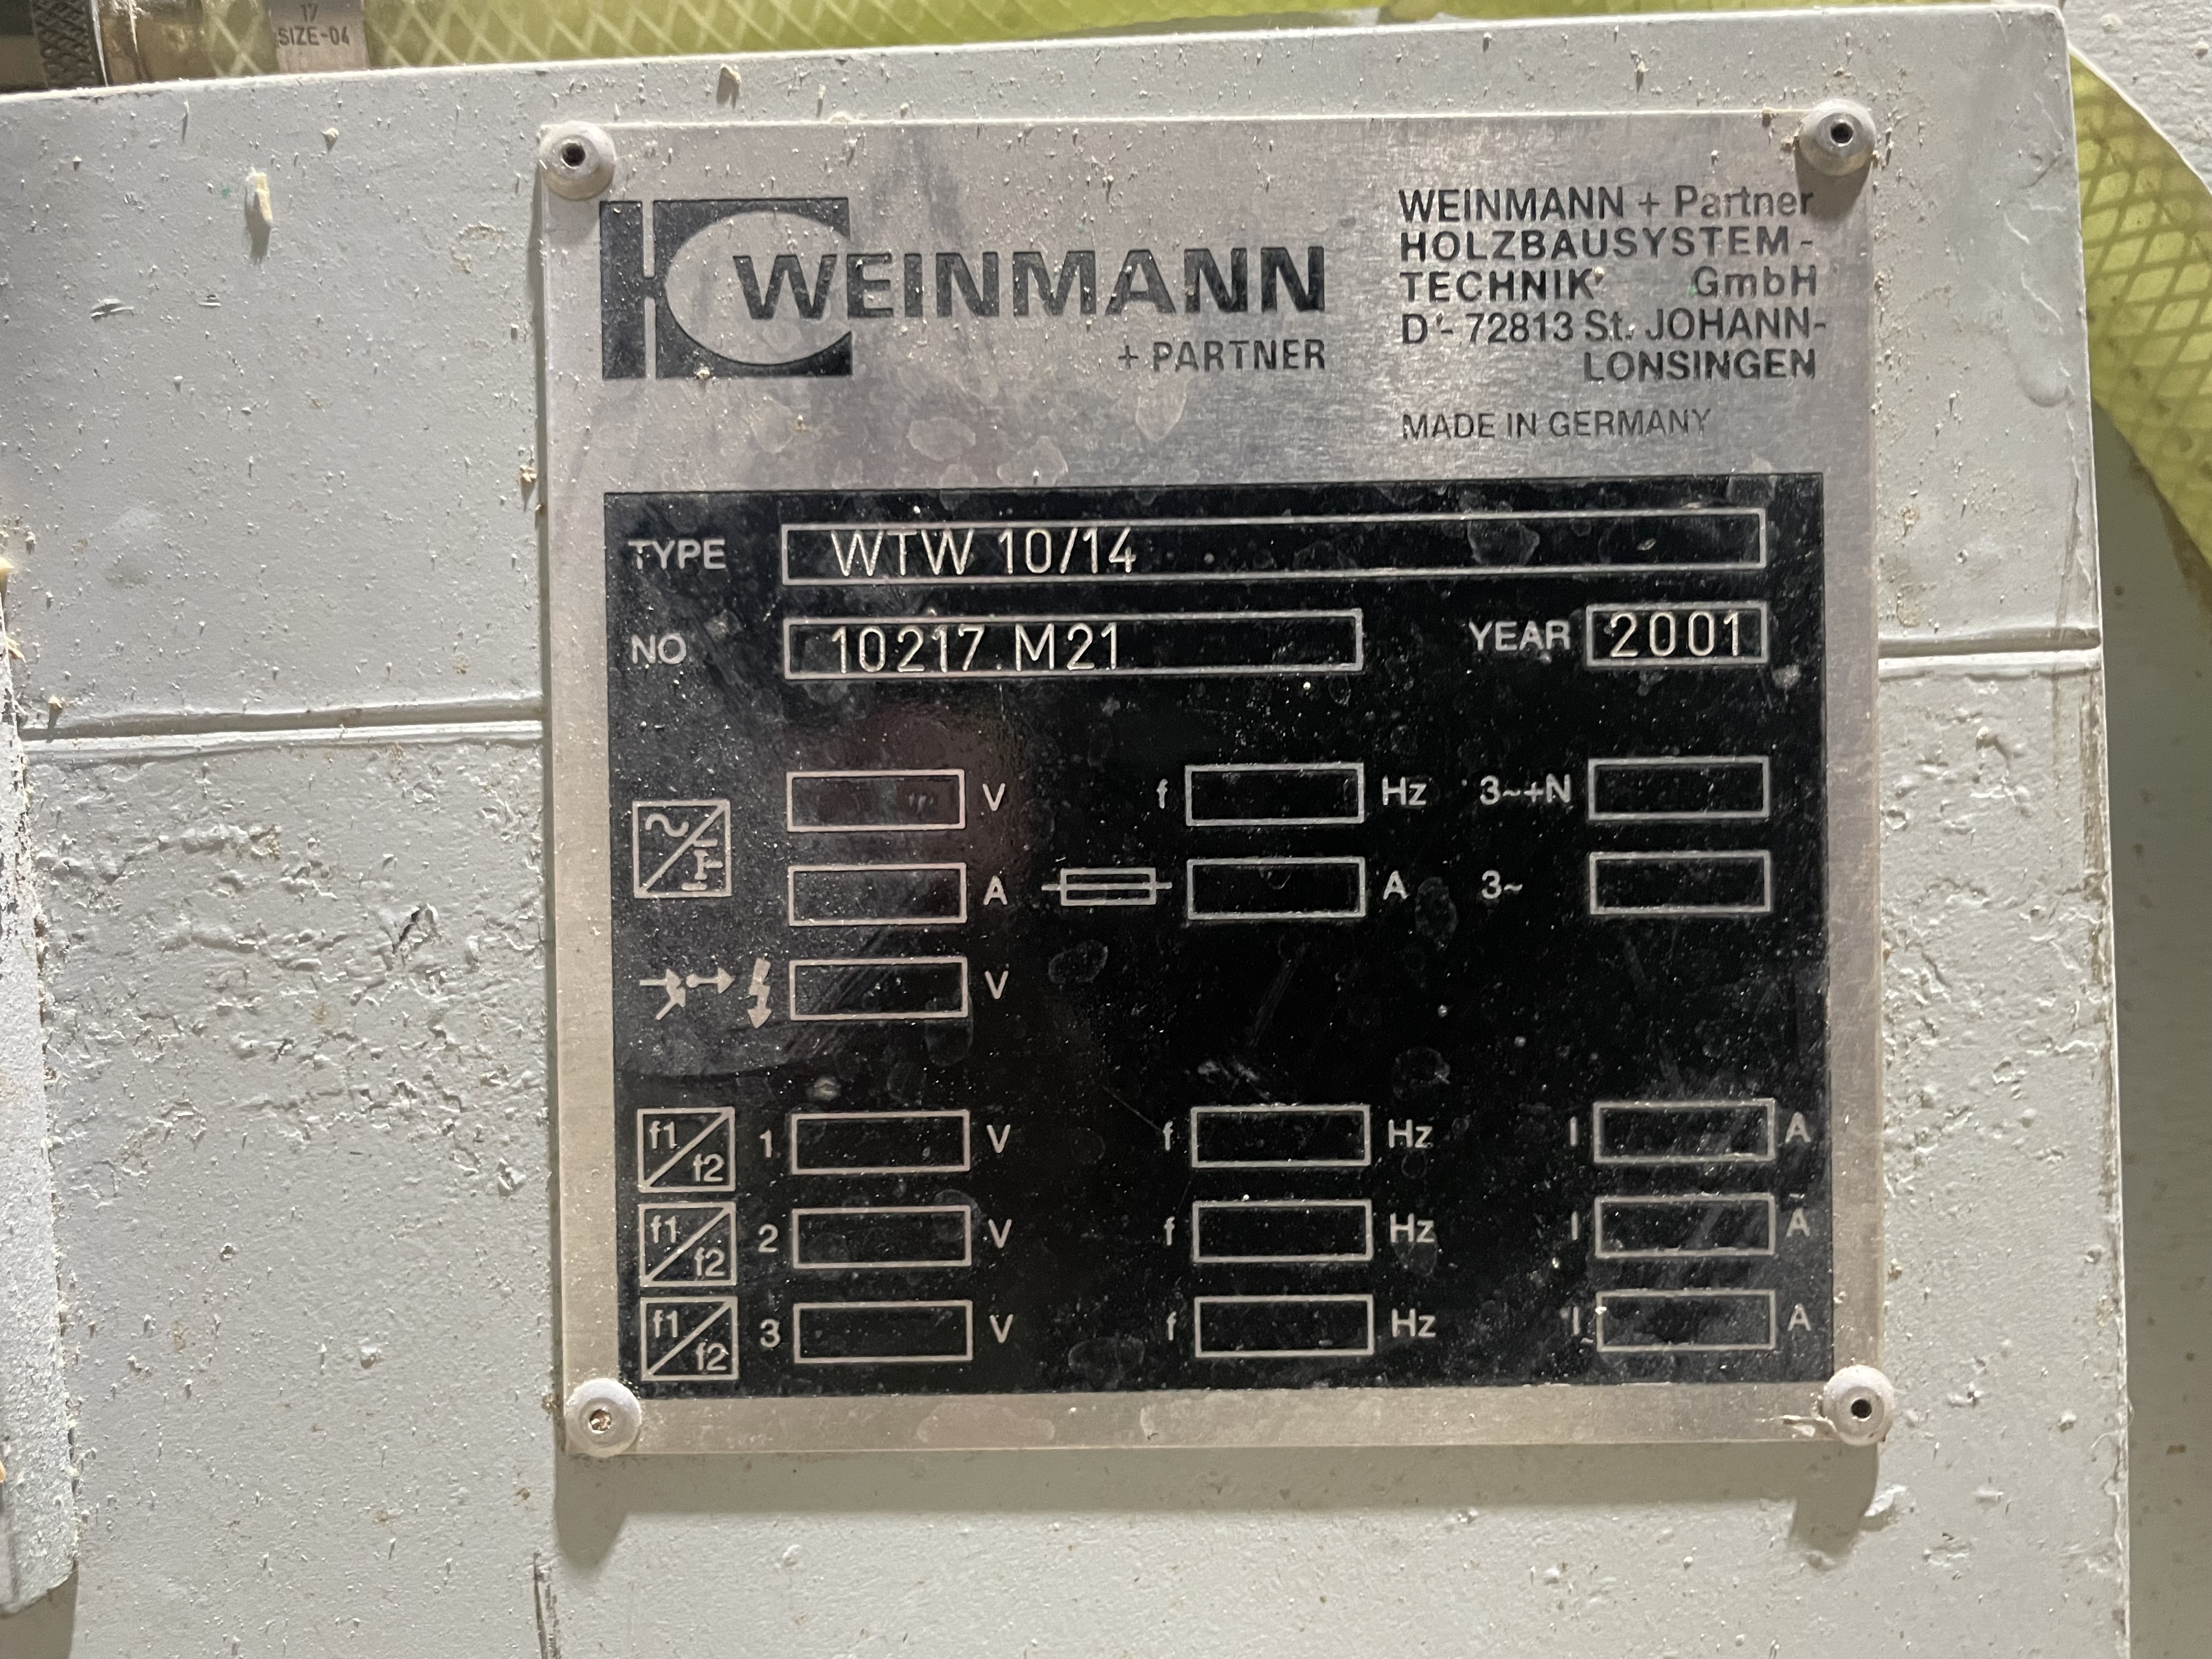 17
SIZE-04
WEINMANN
+ PARTNER
WEINMANN + Partner
HOLZBAUSYSTEM-
TECHNIK GmbH
D - 72813 St. JOHANN-
LONSINGEN
MADE IN GERMANY
TYPE WTW 10/14
NO 10217.M21 YEAR 2001
V f Hz 3~+N
A A 3~
V
f1/f2 1 V f Hz I A
f1/f2 2 V f Hz I A
f1/f2 3 V f Hz I A